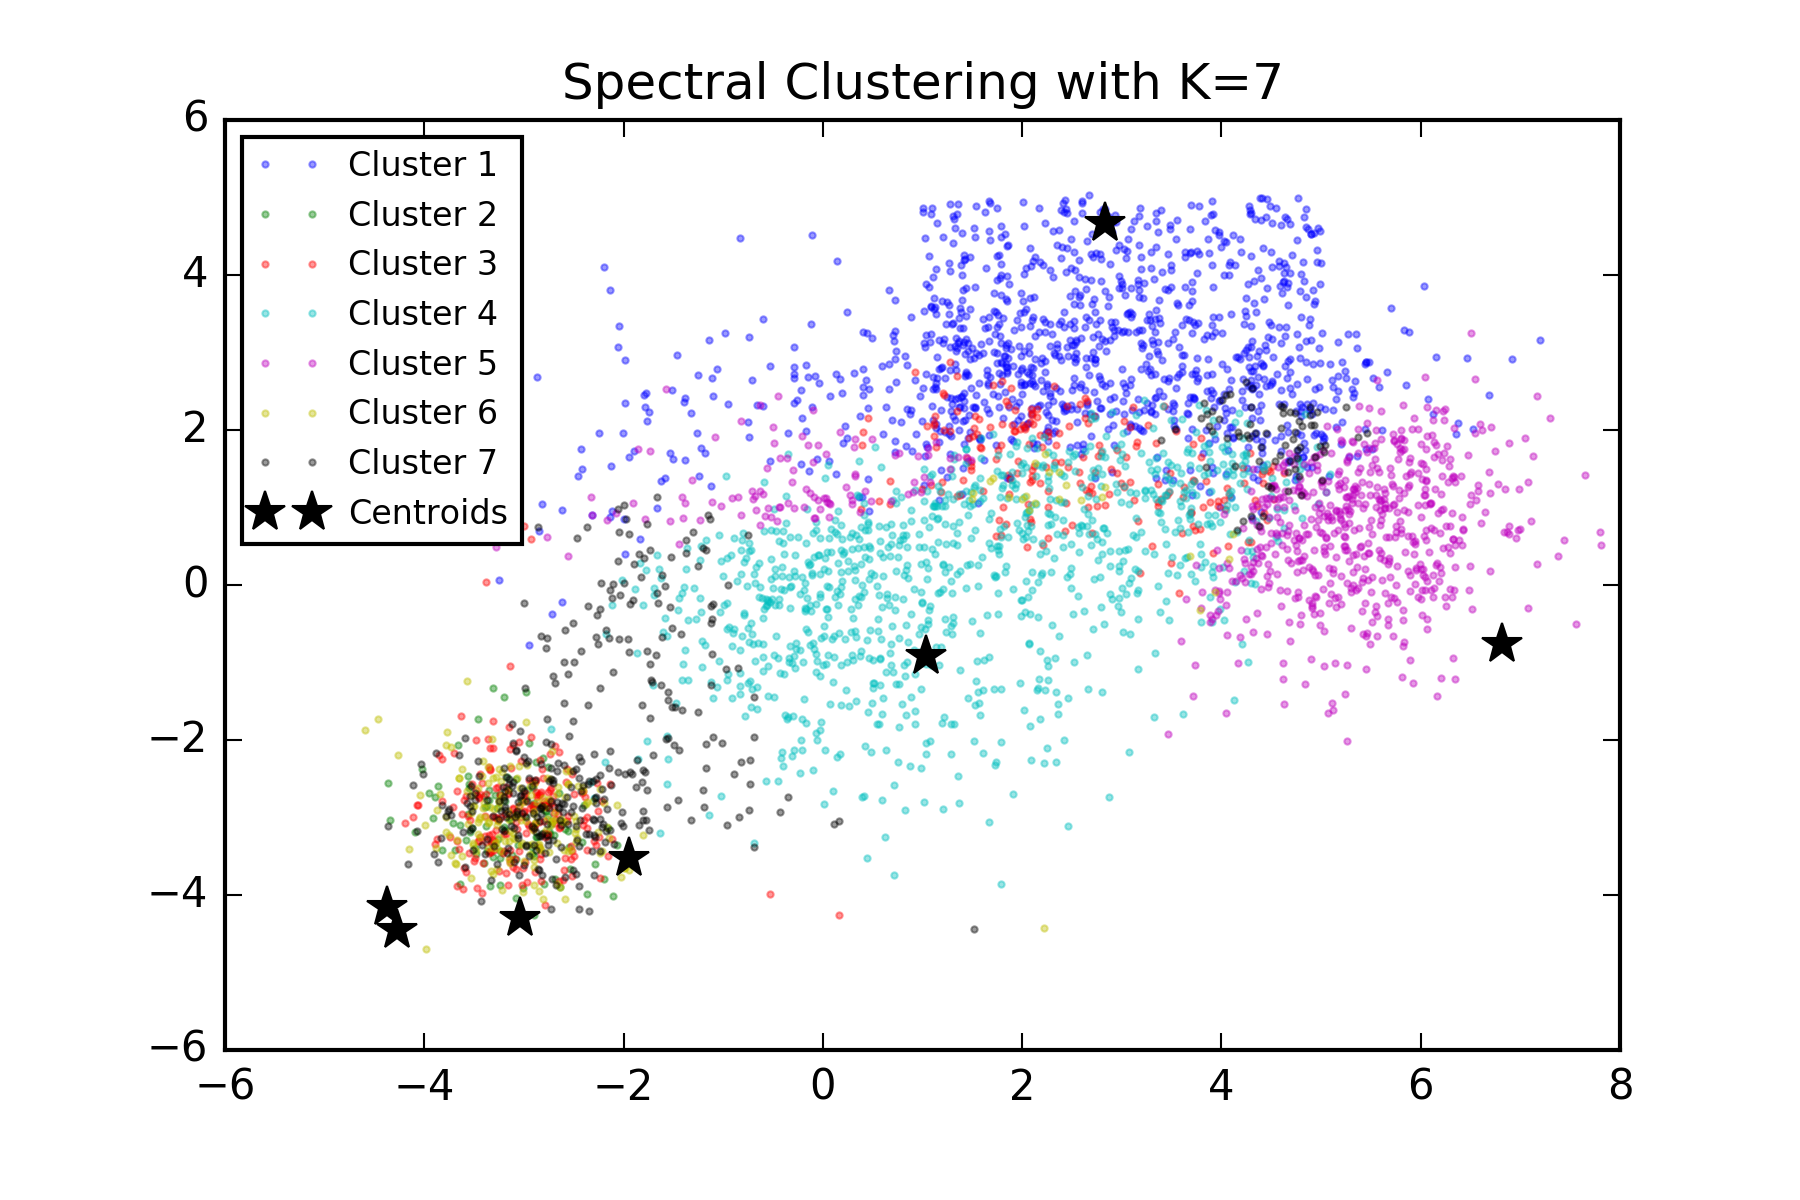 Spectral Clustering with K=7
6
4
2
0
−2
−4
−6
Cluster 1
Cluster 2
Cluster 3
Cluster 4
Cluster 5
Cluster 6
Cluster 7
Centroids
−6 −4 −2 0 2 4 6 8